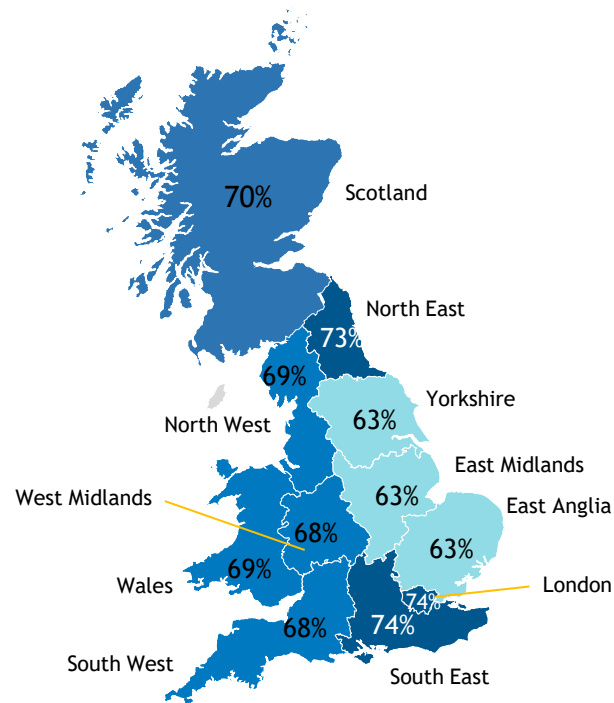 70%
Scotland
North East
73%
69%
North West
Yorkshire
63%
East Midlands
63%
East Anglia
63%
West Midlands
68%
Wales
69%
London
74%
68%
74%
South West
South East